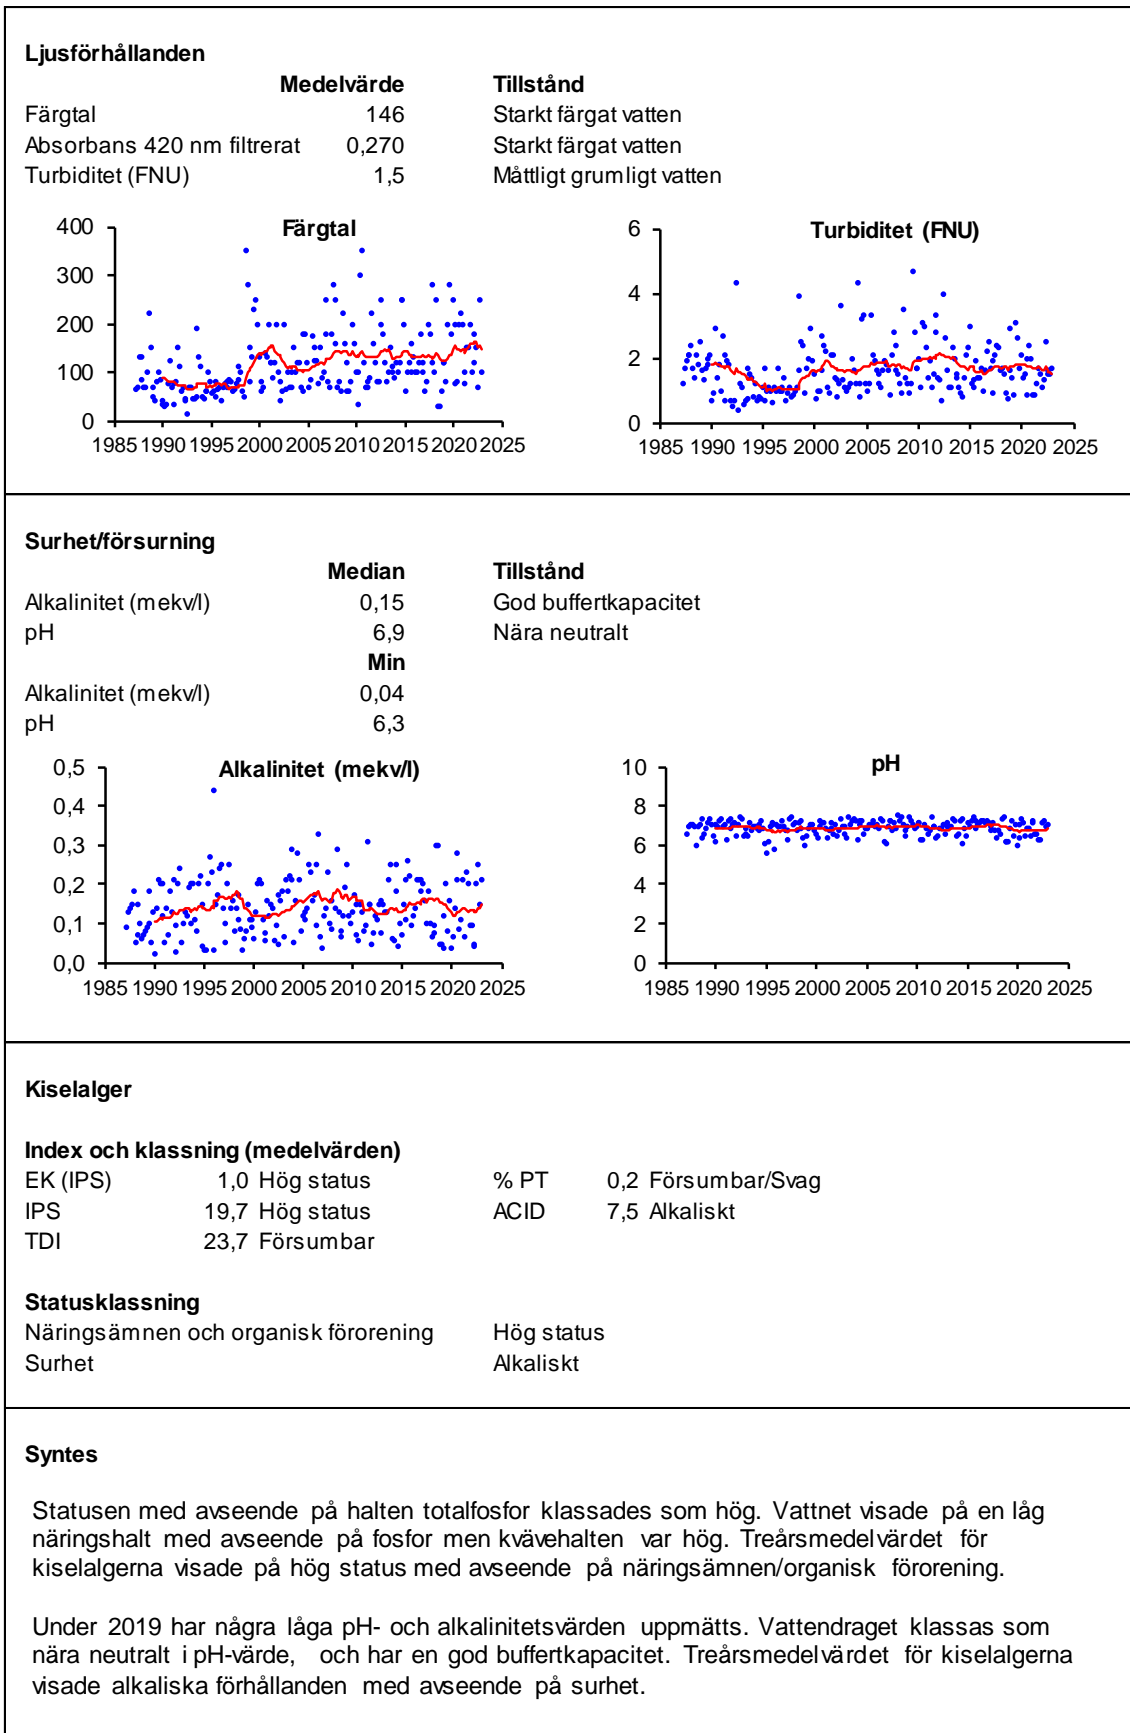 Ljusförhållanden
Medelvärde Tillstånd
Färgtal 146 Starkt färgat vatten
Absorbans 420 nm filtrerat 0,270 Starkt färgat vatten
Turbiditet (FNU) 1,5 Måttligt grumligt vatten
Färgtal
400
300
200
100
0
1985 1990 1995 2000 2005 2010 2015 2020 2025
Turbiditet (FNU)
6
4
2
0
1985 1990 1995 2000 2005 2010 2015 2020 2025
Surhet/försurning
Median Tillstånd
Alkalinitet (mekv/l) 0,15 God buffertkapacitet
pH 6,9 Nära neutralt
Min
Alkalinitet (mekv/l) 0,04
pH 6,3
Alkalinitet (mekv/l)
0,5
0,4
0,3
0,2
0,1
0,0
1985 1990 1995 2000 2005 2010 2015 2020 2025
pH
10
8
6
4
2
0
1985 1990 1995 2000 2005 2010 2015 2020 2025
Kiselalger
Index och klassning (medelvärden)
EK (IPS) 1,0 Hög status % PT 0,2 Försumbar/Svag
IPS 19,7 Hög status ACID 7,5 Alkaliskt
TDI 23,7 Försumbar
Statusklassning
Näringsämnen och organisk förorening Hög status
Surhet Alkaliskt
Syntes
Statusen med avseende på halten totalfosfor klassades som hög. Vattnet visade på en låg
näringshalt med avseende på fosfor men kvävehalten var hög. Treårsmedelvärdet för
kiselalgerna visade på hög status med avseende på näringsämnen/organisk förorening.
Under 2019 har några låga pH- och alkalinitetsvärden uppmätts. Vattendraget klassas som
nära neutralt i pH-värde, och har en god buffertkapacitet. Treårsmedelvärdet för kiselalgerna
visade alkaliska förhållanden med avseende på surhet.